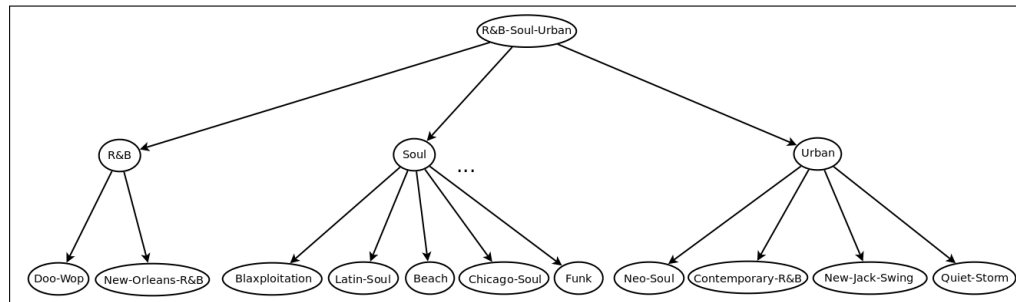 R&B-Soul-Urban
R&B
Soul
...
Urban
Doo-Wop
New-Orleans-R&B
Blaxploitation
Latin-Soul
Beach
Chicago-Soul
Funk
Neo-Soul
Contemporary-R&B
New-Jack-Swing
Quiet-Storm